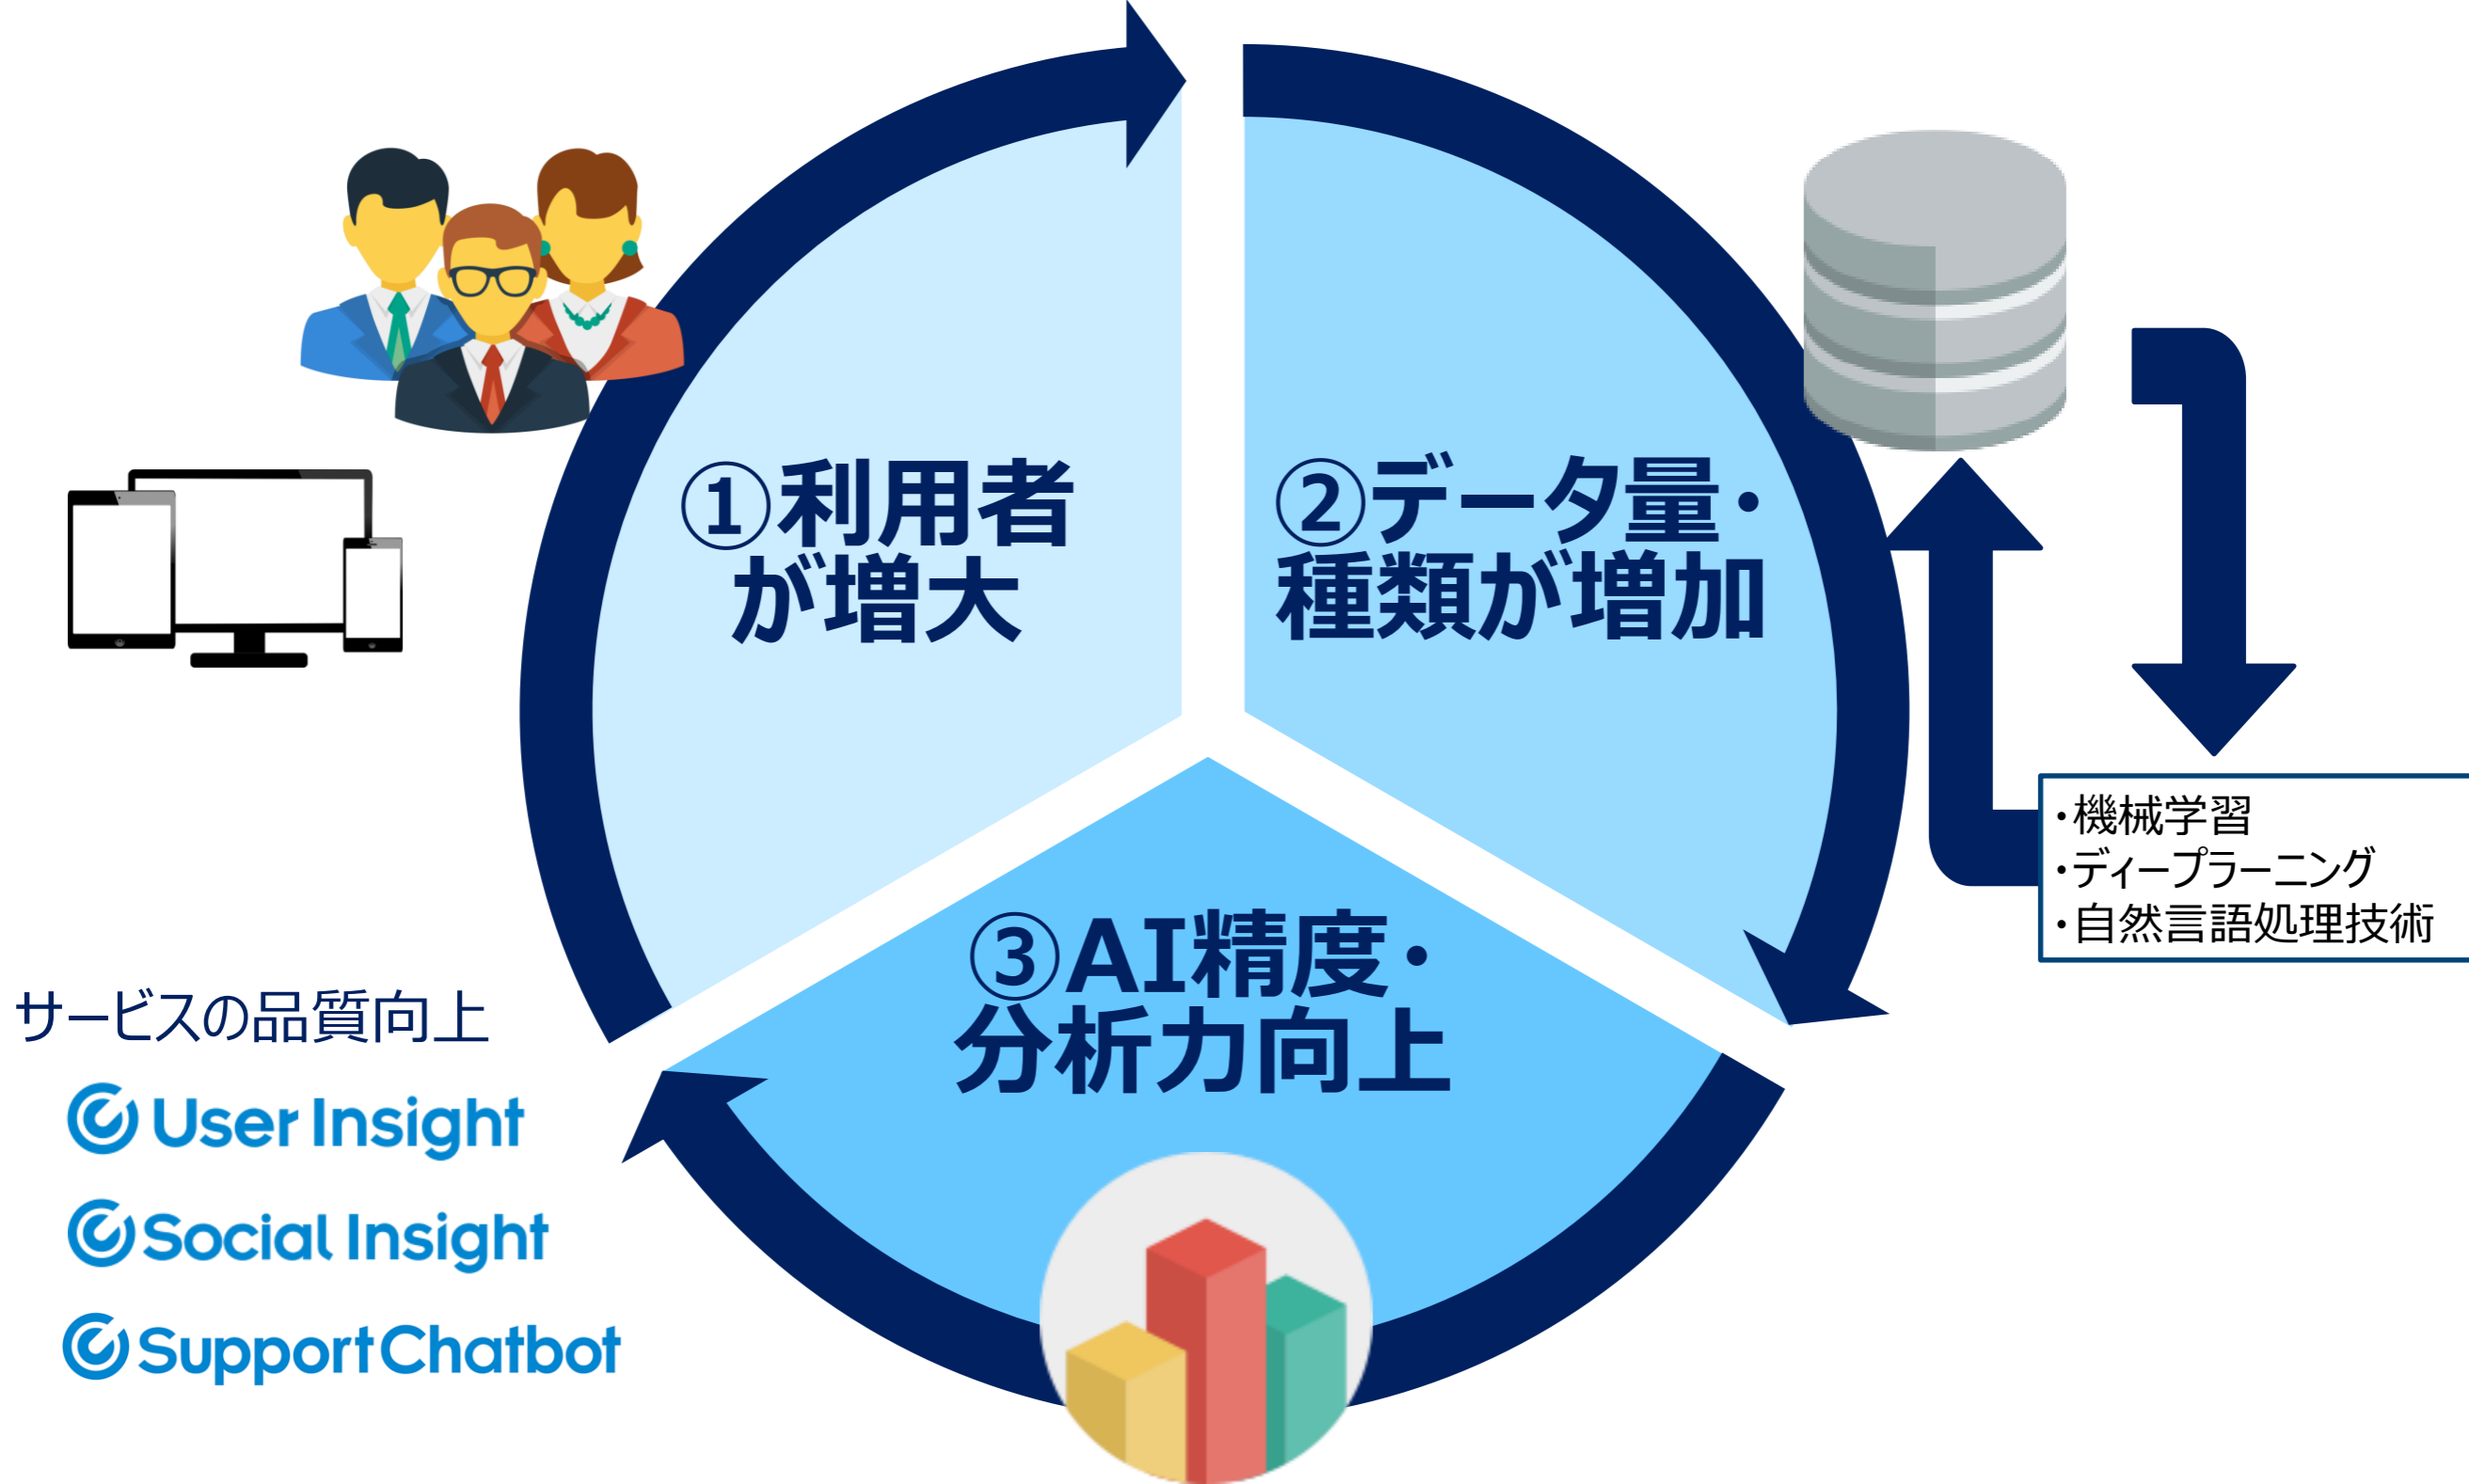 ①利用者
が増大
②データ量・
種類が増加
・機械学習
・ディープラーニング
・自然言語処理技術
③AI精度・
分析力向上
サービスの品質向上
User Insight
Social Insight
Support Chatbot